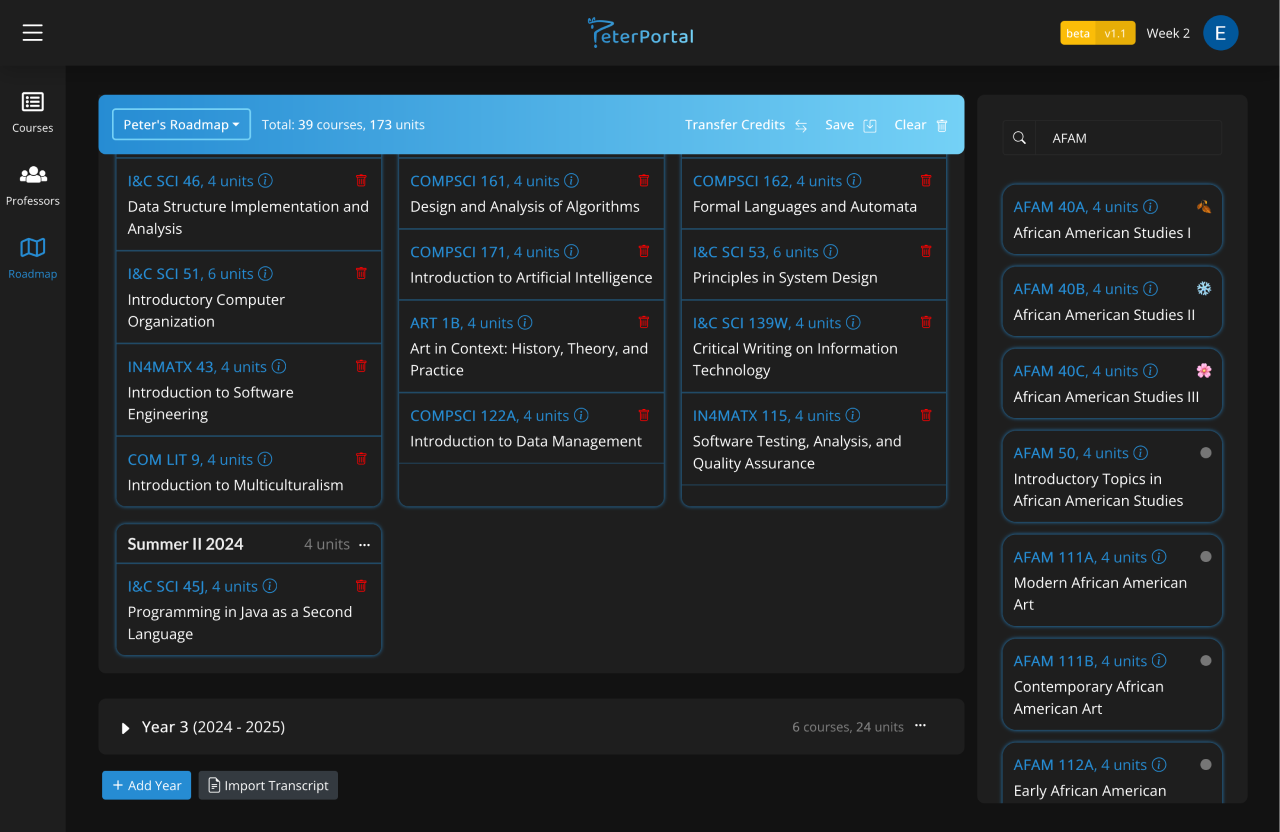 PeterPortal
beta v1.1
Week 2
E
Courses
Professors
Roadmap
Peter's Roadmap
Total: 39 courses, 173 units
Transfer Credits
Save
Clear
I&C SCI 46, 4 units
Data Structure Implementation and
Analysis
I&C SCI 51, 6 units
Introductory Computer
Organization
IN4MATX 43, 4 units
Introduction to Software
Engineering
COM LIT 9, 4 units
Introduction to Multiculturalism
COMPSCI 161, 4 units
Design and Analysis of Algorithms
COMPSCI 171, 4 units
Introduction to Artificial Intelligence
ART 1B, 4 units
Art in Context: History, Theory, and
Practice
COMPSCI 122A, 4 units
Introduction to Data Management
COMPSCI 162, 4 units
Formal Languages and Automata
I&C SCI 53, 6 units
Principles in System Design
I&C SCI 139W, 4 units
Critical Writing on Information
Technology
IN4MATX 115, 4 units
Software Testing, Analysis, and
Quality Assurance
Summer II 2024
4 units
I&C SCI 45J, 4 units
Programming in Java as a Second
Language
Year 3 (2024 - 2025)
6 courses, 24 units
+ Add Year
Import Transcript
AFAM
AFAM 40A, 4 units
African American Studies I
AFAM 40B, 4 units
African American Studies II
AFAM 40C, 4 units
African American Studies III
AFAM 50, 4 units
Introductory Topics in
African American Studies
AFAM 111A, 4 units
Modern African American
Art
AFAM 111B, 4 units
Contemporary African
American Art
AFAM 112A, 4 units
Early African American